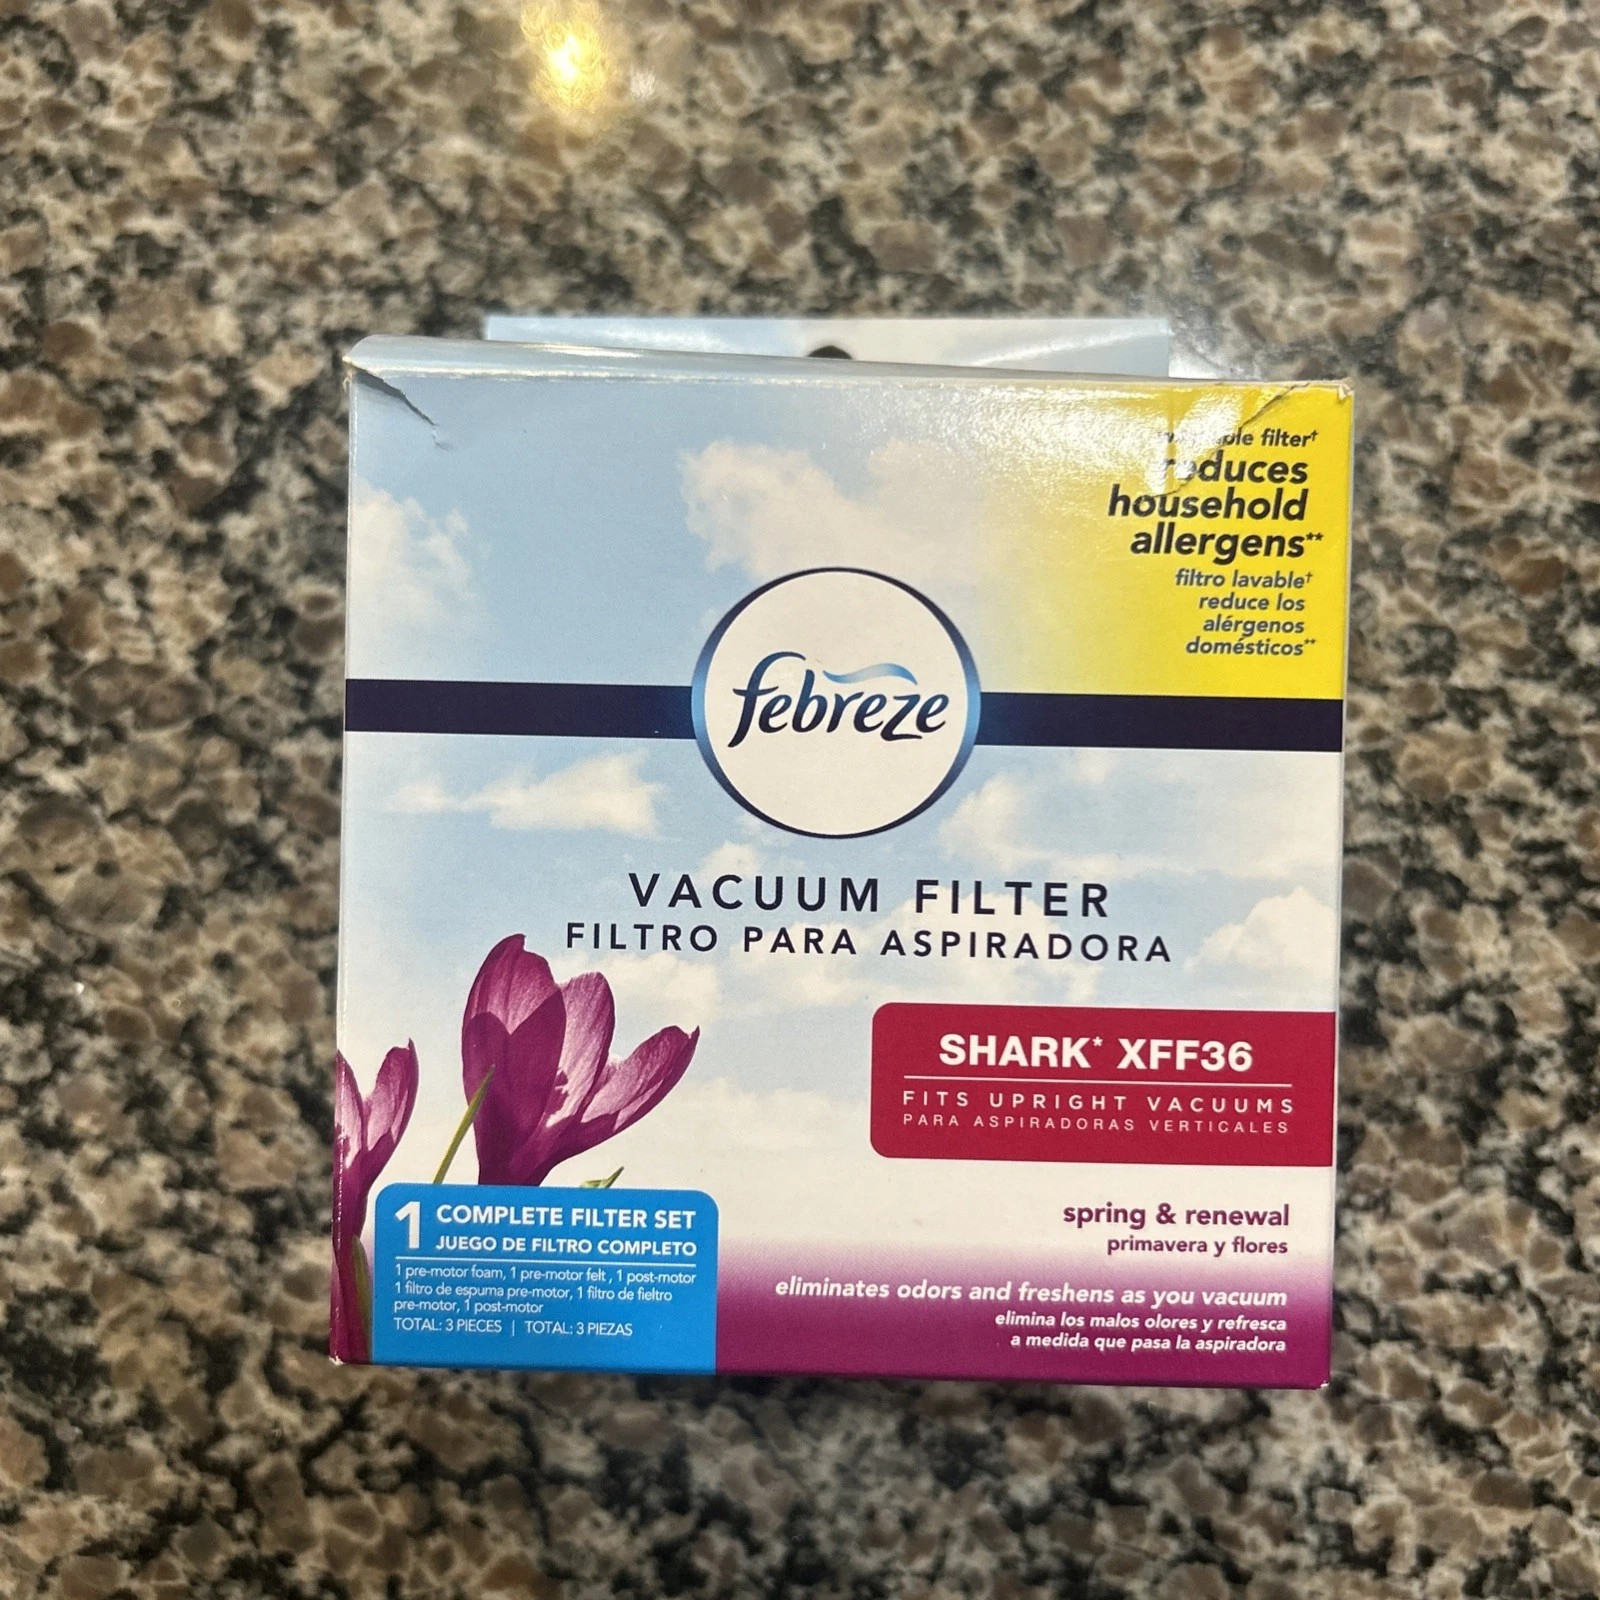 filter†
reduces
household
allergens**
filtro lavable†
reduce los
alérgenos
domésticos**
febreze
VACUUM FILTER
FILTRO PARA ASPIRADORA
SHARK* XFF36
FITS UPRIGHT VACUUMS
PARA ASPIRADORAS VERTICALES
1 COMPLETE FILTER SET
JUEGO DE FILTRO COMPLETO
1 pre-motor foam, 1 pre-motor felt , 1 post-motor
1 filtro de espuma pre-motor, 1 filtro de fieltro
pre-motor, 1 post-motor
TOTAL: 3 PIECES | TOTAL: 3 PIEZAS
spring & renewal
primavera y flores
eliminates odors and freshens as you vacuum
elimina los malos olores y refresca
a medida que pasa la aspiradora